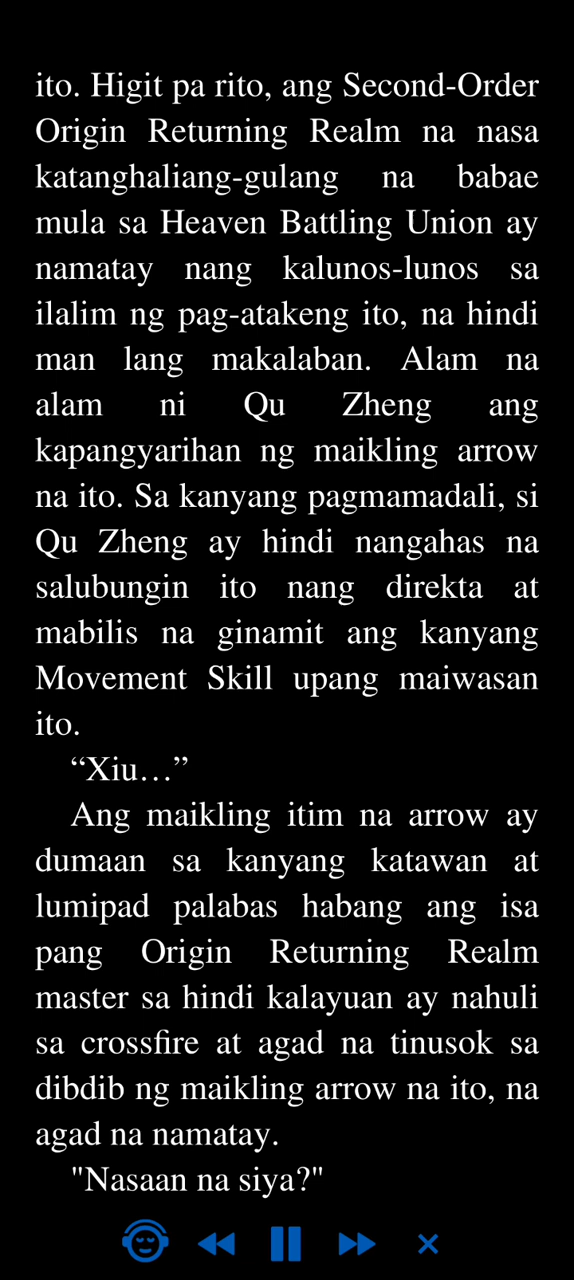 ito. Higit pa rito, ang Second-Order
Origin Returning Realm na nasa
katanghaliang-gulang na babae
mula sa Heaven Battling Union ay
namatay nang kalunos-lunos sa
ilalim ng pag-atakeng ito, na hindi
man lang makalaban. Alam na
alam ni Qu Zheng ang
kapangyarihan ng maikling arrow
na ito. Sa kanyang pagmamadali, si
Qu Zheng ay hindi nangahas na
salubungin ito nang direkta at
mabilis na ginamit ang kanyang
Movement Skill upang maiwasan
ito.
“Xiu…”
Ang maikling itim na arrow ay
dumaan sa kanyang katawan at
lumipad palabas habang ang isa
pang Origin Returning Realm
master sa hindi kalayuan ay nahuli
sa crossfire at agad na tinusok sa
dibdib ng maikling arrow na ito, na
agad na namatay.
"Nasaan na siya?"